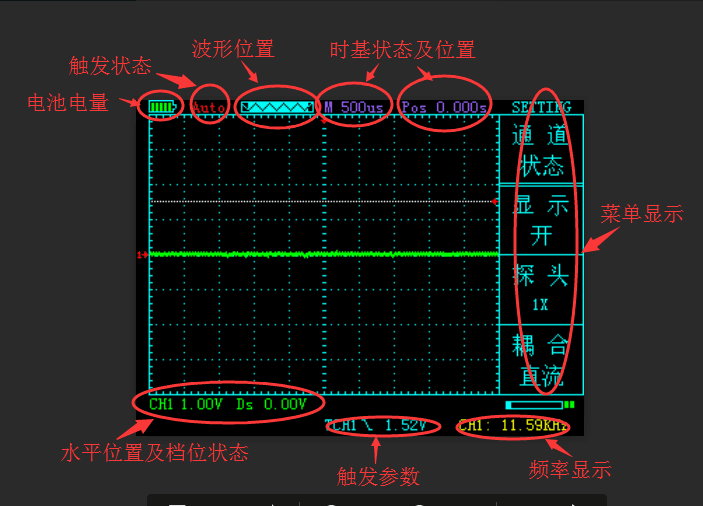 波形位置
时基状态及位置
触发状态
电池电量
Auto
M 500us
Pos 0.000s
SETTING
通 道
状态
显 示
开
菜单显示
探 头
1X
耦 合
直流
CH1 1.00V Ds 0.00V
TCH1 1.52V
CH1: 11.59KHz
水平位置及档位状态
触发参数
频率显示